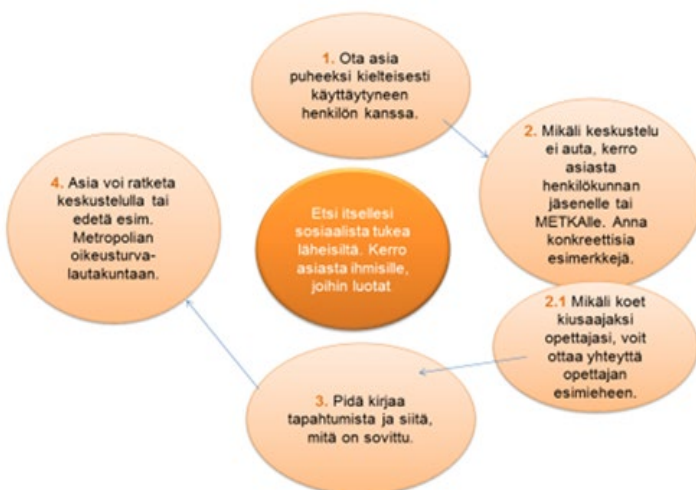 1. Ota asia
puheeksi kielteisesti
käyttäytyneen
henkilön kanssa.
2. Mikäli keskustelu
ei auta, kerro
asiasta
henkilökunnan
jäsenelle tai
METKAlle. Anna
konkreettisia
esimerkkejä.
2.1 Mikäli koet
kiusaajaksi
opettajasi, voit
ottaa yhteyttä
opettajan
esimieheen.
3. Pidä kirjaa
tapahtumista ja siitä,
mitä on sovittu.
4. Asia voi ratketa
keskustelulla tai
edetä esim.
Metropolian
oikeusturva-
lautakuntaan.
Etsi itsellesi
sosiaalista tukea
läheisiltä. Kerro
asiasta ihmisille,
joihin luotat